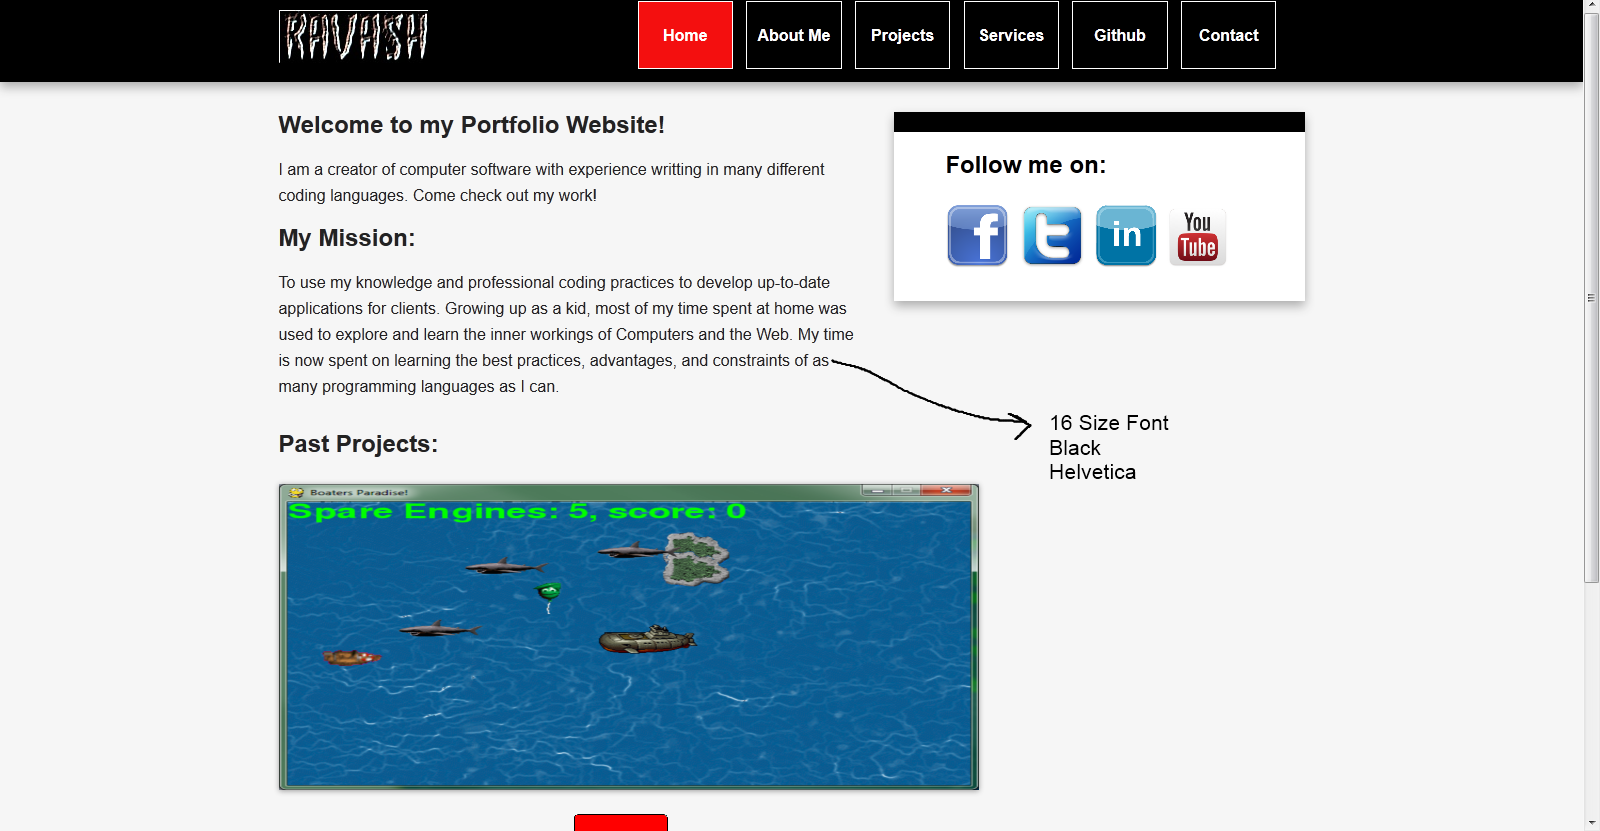 RAVASH
Home
About Me
Projects
Services
Github
Contact
Welcome to my Portfolio Website!
I am a creator of computer software with experience writting in many different
coding languages. Come check out my work!
My Mission:
To use my knowledge and professional coding practices to develop up-to-date
applications for clients. Growing up as a kid, most of my time spent at home was
used to explore and learn the inner workings of Computers and the Web. My time
is now spent on learning the best practices, advantages, and constraints of as
many programming languages as I can.
Follow me on:
f
t
in
You
Tube
16 Size Font
Black
Helvetica
Past Projects:
Boaters Paradise!
Spare Engines: 5, score: 0